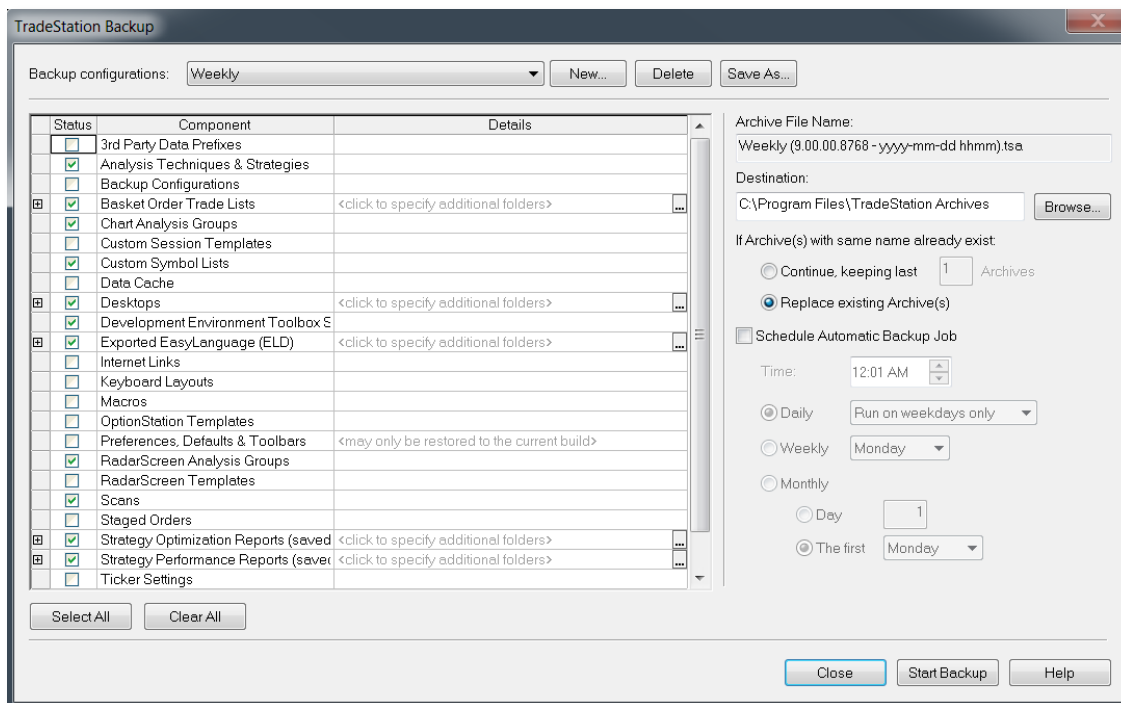 TradeStation Backup
Backup configurations: Weekly New... Delete Save As...
Status Component Details
3rd Party Data Prefixes
Analysis Techniques & Strategies
Backup Configurations
Basket Order Trade Lists <click to specify additional folders> ...
Chart Analysis Groups
Custom Session Templates
Custom Symbol Lists
Data Cache
Desktops <click to specify additional folders> ...
Development Environment Toolbox S
Exported EasyLanguage (ELD) <click to specify additional folders> ...
Internet Links
Keyboard Layouts
Macros
OptionStation Templates
Preferences, Defaults & Toolbars <may only be restored to the current build>
RadarScreen Analysis Groups
RadarScreen Templates
Scans
Staged Orders
Strategy Optimization Reports (saved <click to specify additional folders> ...
Strategy Performance Reports (save <click to specify additional folders> ...
Ticker Settings
Select All Clear All
Archive File Name:
Weekly (9.00.00.8768 - yyyy-mm-dd hhmm).tsa
Destination:
C:\Program Files\TradeStation Archives Browse...
If Archive(s) with same name already exist:
Continue, keeping last 1 Archives
Replace existing Archive(s)
Schedule Automatic Backup Job
Time: 12:01 AM
Daily Run on weekdays only
Weekly Monday
Monthly
Day 1
The first Monday
Close Start Backup Help